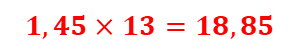 1,45 × 13 = 18,85